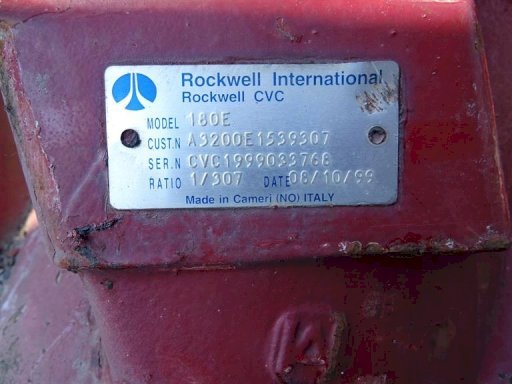 Rockwell International
Rockwell CVC
MODEL 180E
CUST.N A3200E1539307
SER.N CVC1999033768
RATIO 1/307 DATE 08/10/99
Made in Cameri (NO) ITALY